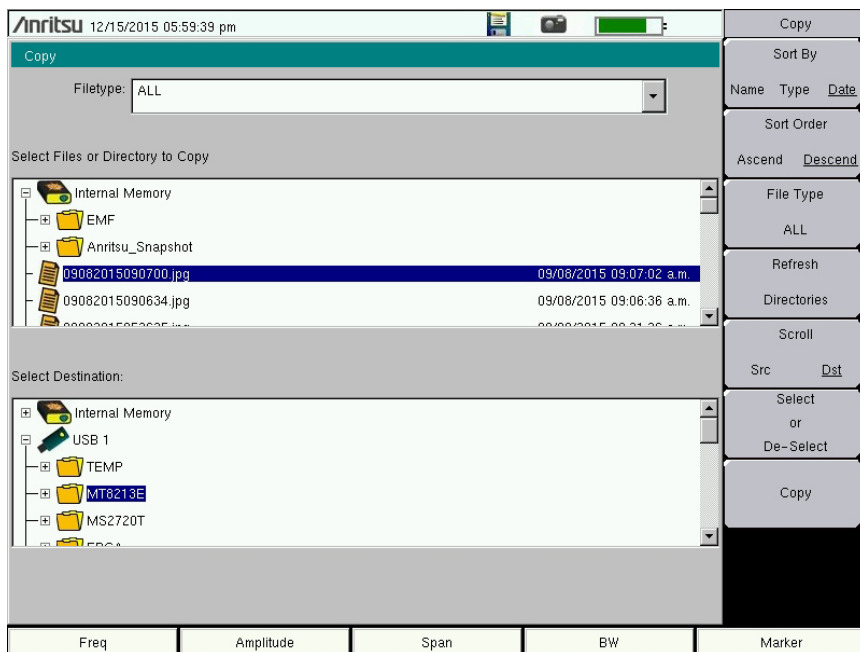 Anritsu 12/15/2015 05:59:39 pm
Copy
Filetype: ALL
Select Files or Directory to Copy
Internal Memory
EMF
Anritsu_Snapshot
09082015090700.jpg 09/08/2015 09:07:02 a.m.
09082015090634.jpg 09/08/2015 09:06:36 a.m.
Select Destination:
Internal Memory
USB 1
TEMP
MT8213E
MS2720T
Copy
Sort By
Name Type Date
Sort Order
Ascend Descend
File Type
ALL
Refresh
Directories
Scroll
Src Dst
Select
or
De-Select
Copy
Freq Amplitude Span BW Marker